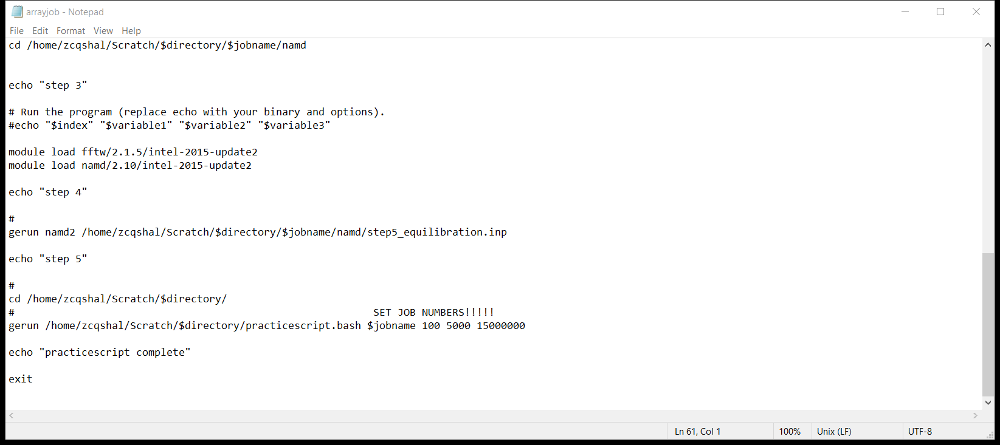 arrayjob - Notepad
File Edit Format View Help
cd /home/zcqshal/Scratch/$directory/$jobname/namd
echo "step 3"
# Run the program (replace echo with your binary and options).
#echo "$index" "$variable1" "$variable2" "$variable3"
module load fftw/2.1.5/intel-2015-update2
module load namd/2.10/intel-2015-update2
echo "step 4"
#
gerun namd2 /home/zcqshal/Scratch/$directory/$jobname/namd/step5_equilibration.inp
echo "step 5"
#
cd /home/zcqshal/Scratch/$directory/
# SET JOB NUMBERS!!!!!
gerun /home/zcqshal/Scratch/$directory/practicescript.bash $jobname 100 5000 15000000
echo "practicescript complete"
exit
Ln 61, Col 1 100% Unix (LF) UTF-8